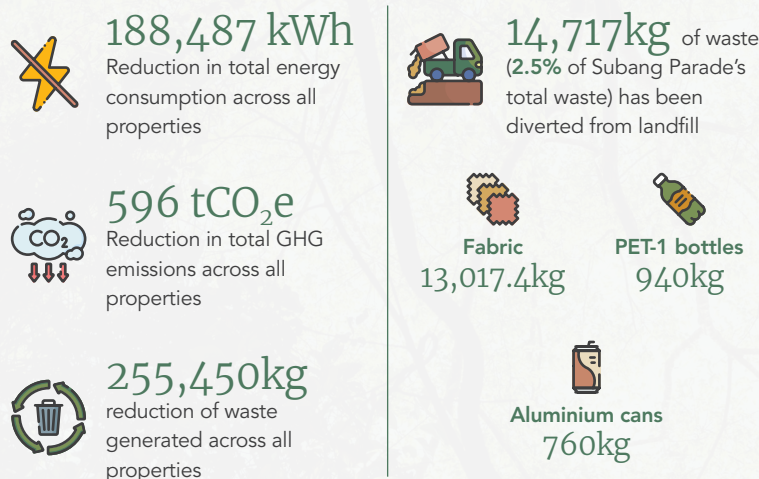 188,487 kWh
Reduction in total energy
consumption across all
properties
596 tCO₂e
CO₂
Reduction in total GHG
emissions across all
properties
255,450kg
reduction of waste
generated across all
properties
14,717kg of waste
(2.5% of Subang Parade’s
total waste) has been
diverted from landfill
Fabric
13,017.4kg
PET-1 bottles
940kg
Aluminium cans
760kg